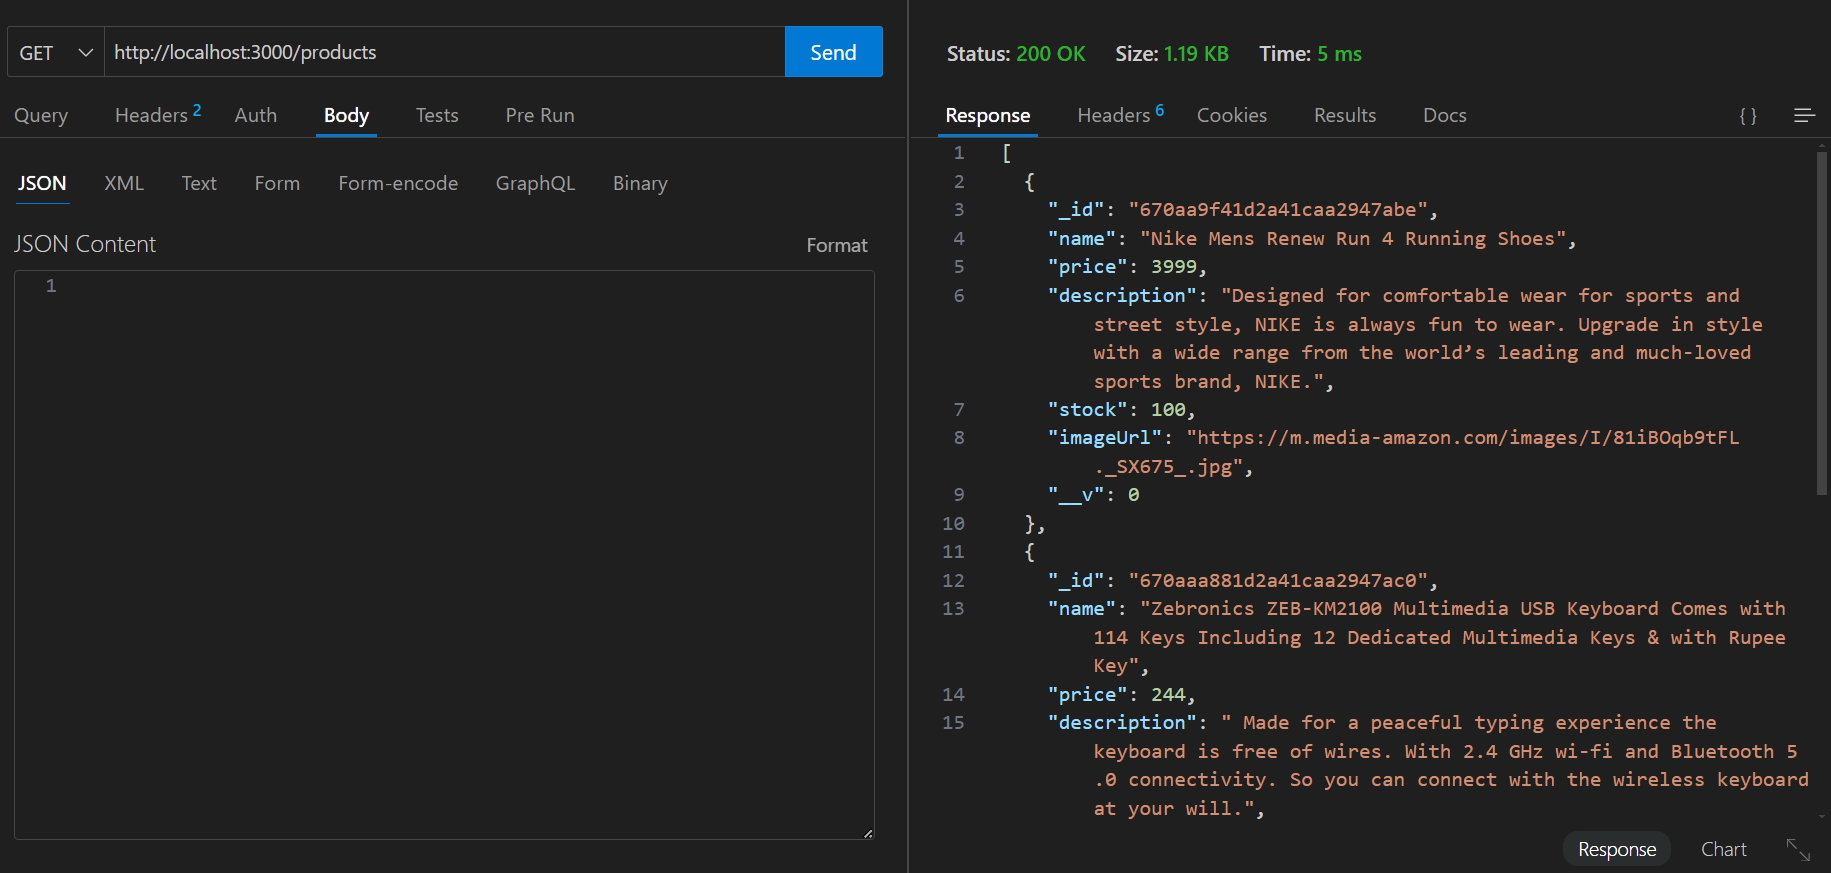 GET
http://localhost:3000/products
Send
Query
Headers 2
Auth
Body
Tests
Pre Run
JSON
XML
Text
Form
Form-encode
GraphQL
Binary
JSON Content
Format
1
Status: 200 OK
Size: 1.19 KB
Time: 5 ms
Response
Headers 6
Cookies
Results
Docs
{ }
1 [
2 {
3 "_id": "670aa9f41d2a41caa2947abe",
4 "name": "Nike Mens Renew Run 4 Running Shoes",
5 "price": 3999,
6 "description": "Designed for comfortable wear for sports and
street style, NIKE is always fun to wear. Upgrade in style
with a wide range from the world’s leading and much-loved
sports brand, NIKE.",
7 "stock": 100,
8 "imageUrl": "https://m.media-amazon.com/images/I/81iBOqb9tFL
._SX675_.jpg",
9 "__v": 0
10 },
11 {
12 "_id": "670aaa881d2a41caa2947ac0",
13 "name": "Zebronics ZEB-KM2100 Multimedia USB Keyboard Comes with
114 Keys Including 12 Dedicated Multimedia Keys & with Rupee
Key",
14 "price": 244,
15 "description": " Made for a peaceful typing experience the
keyboard is free of wires. With 2.4 GHz wi-fi and Bluetooth 5
.0 connectivity. So you can connect with the wireless keyboard
at your will.",
Response
Chart